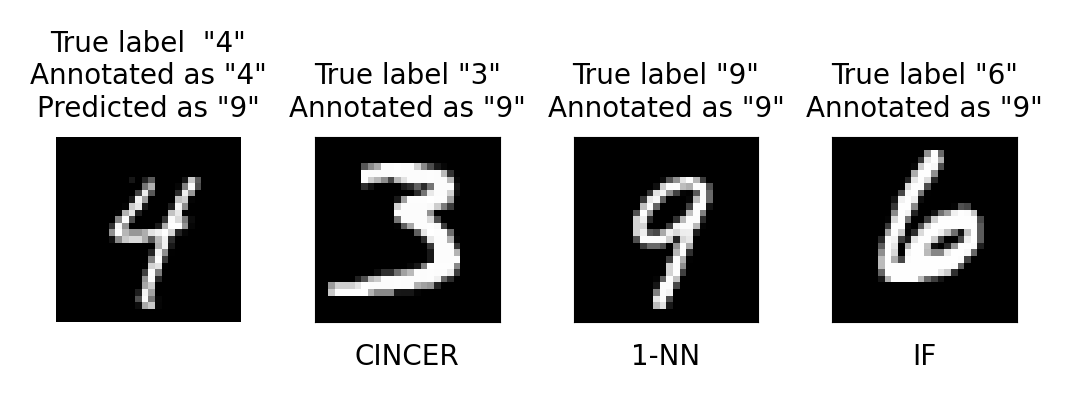 True label "4"
Annotated as "4"
Predicted as "9"
True label "3"
Annotated as "9"
True label "9"
Annotated as "9"
True label "6"
Annotated as "9"
4
3
9
6
CINCER
1-NN
IF